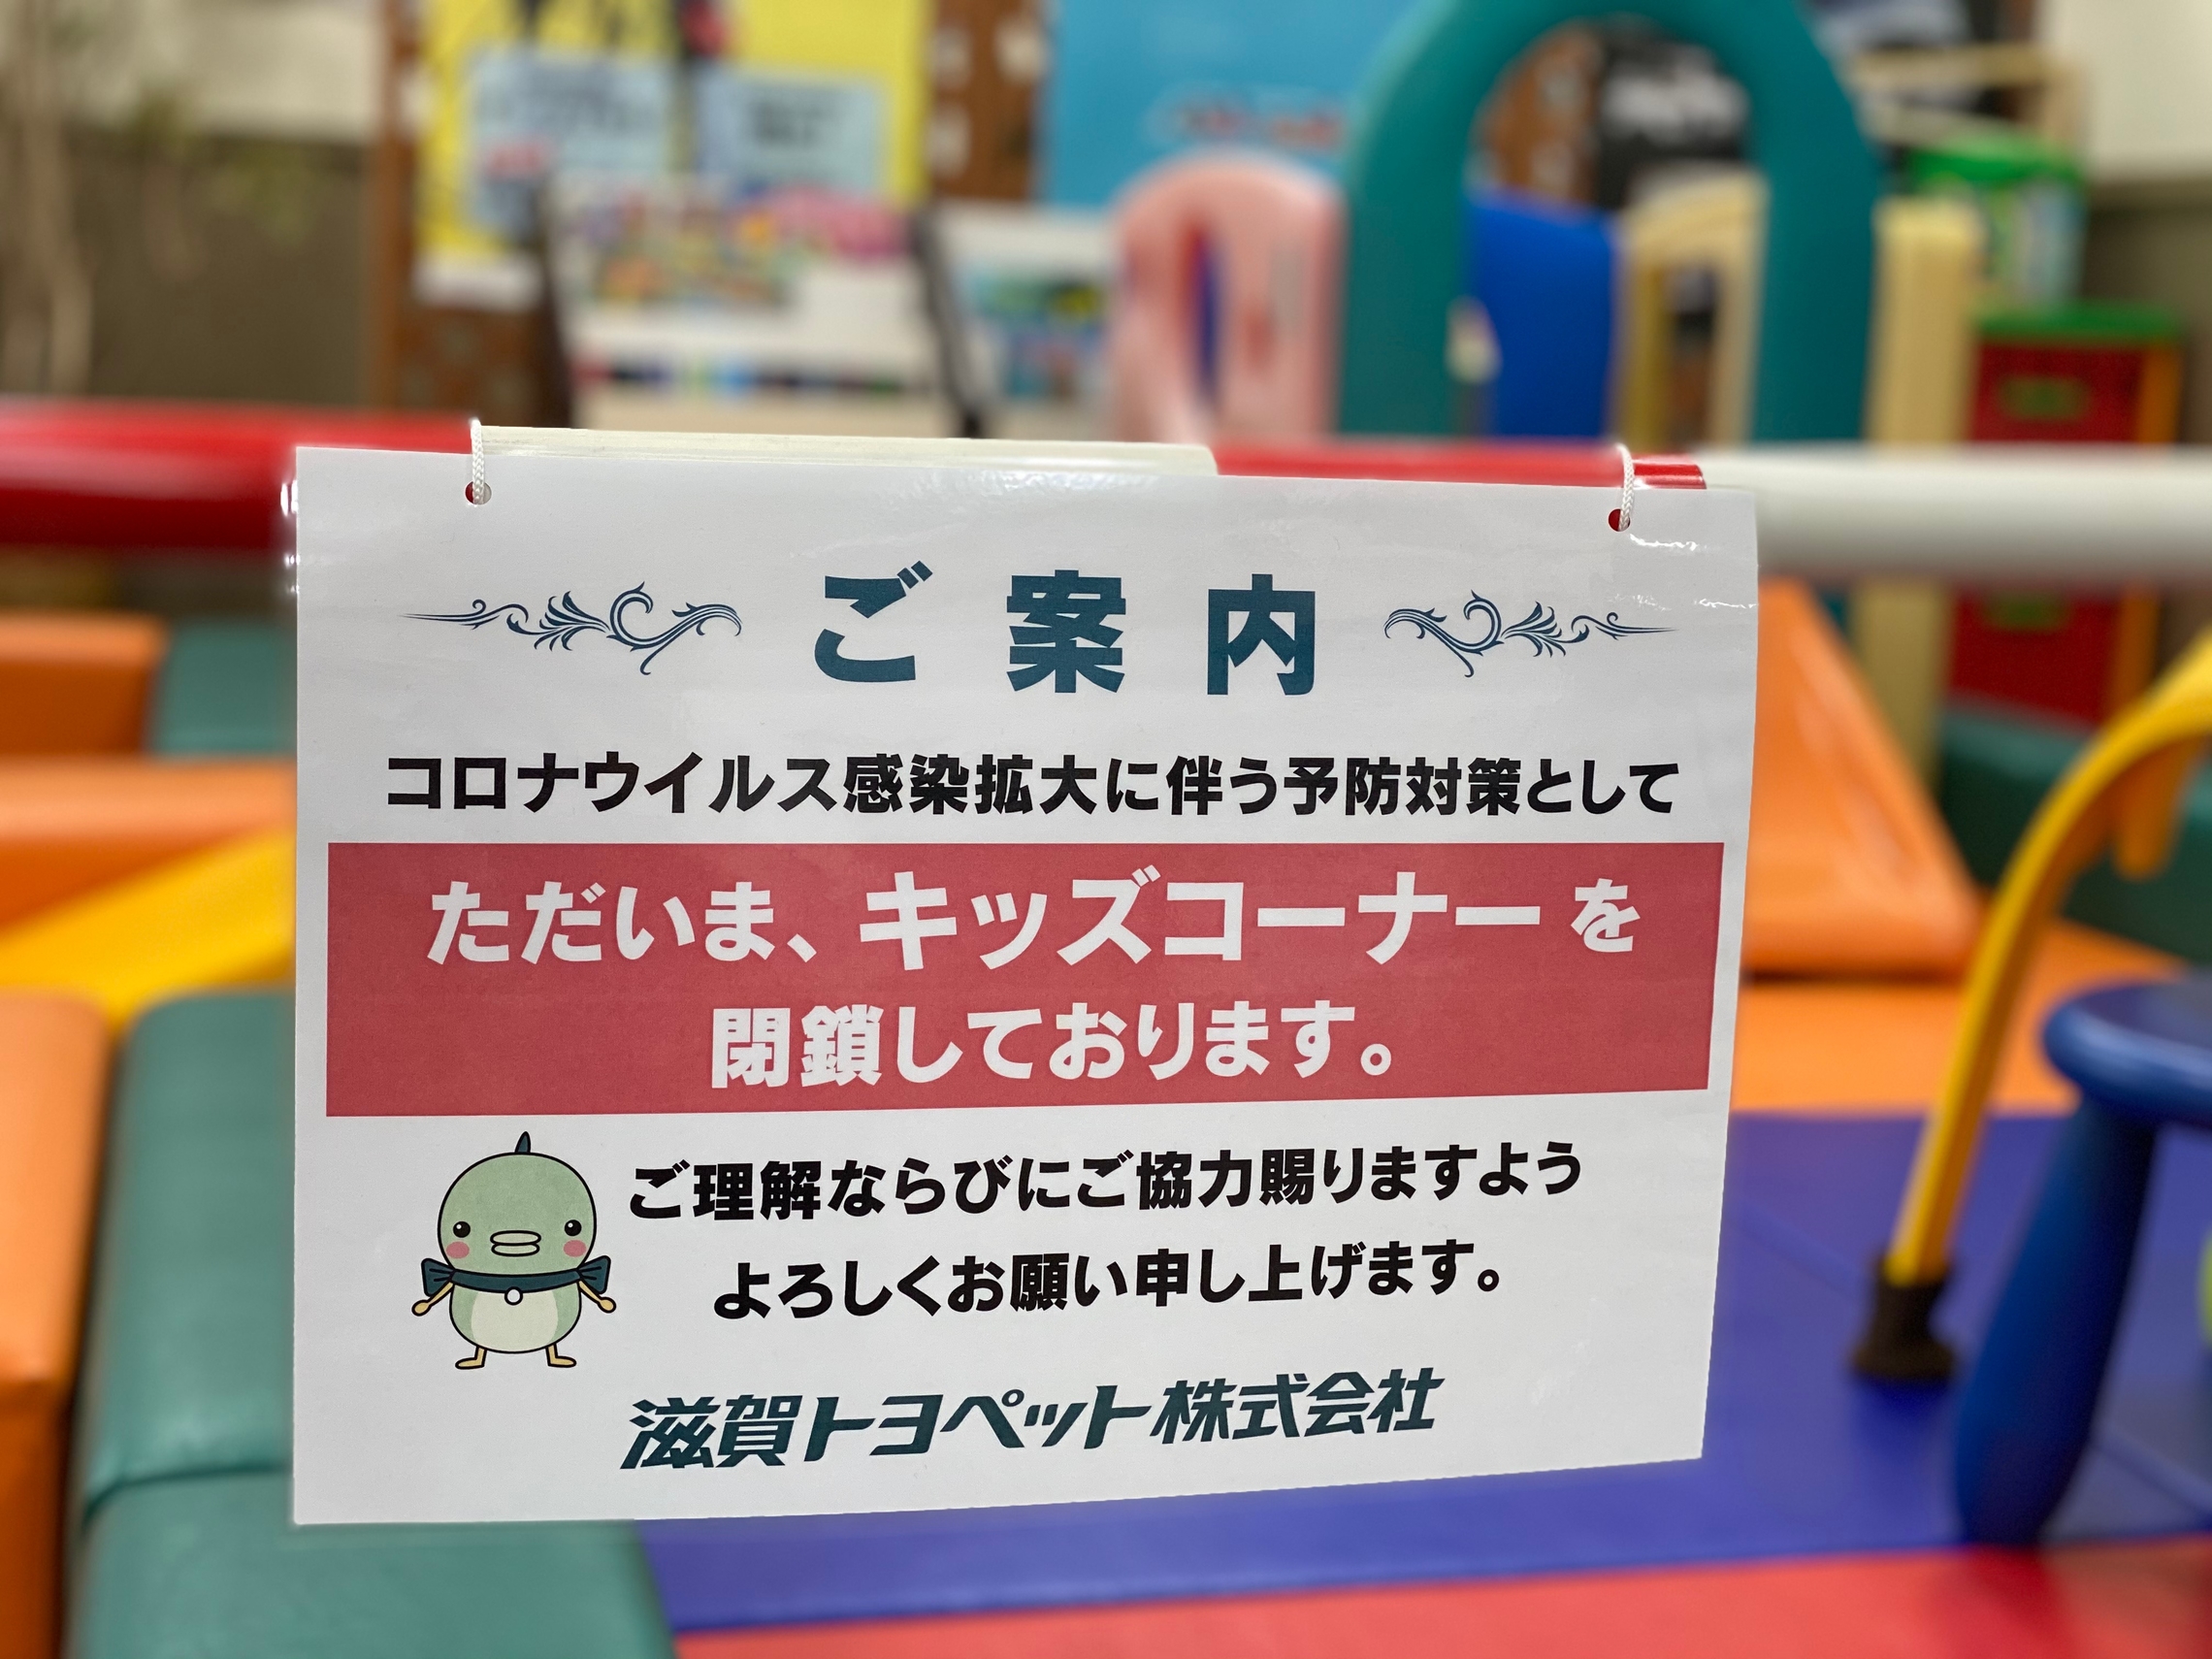 ご案内
コロナウイルス感染拡大に伴う予防対策として
ただいま、キッズコーナーを
閉鎖しております。
ご理解ならびにご協力賜りますよう
よろしくお願い申し上げます。
滋賀トヨペット株式会社